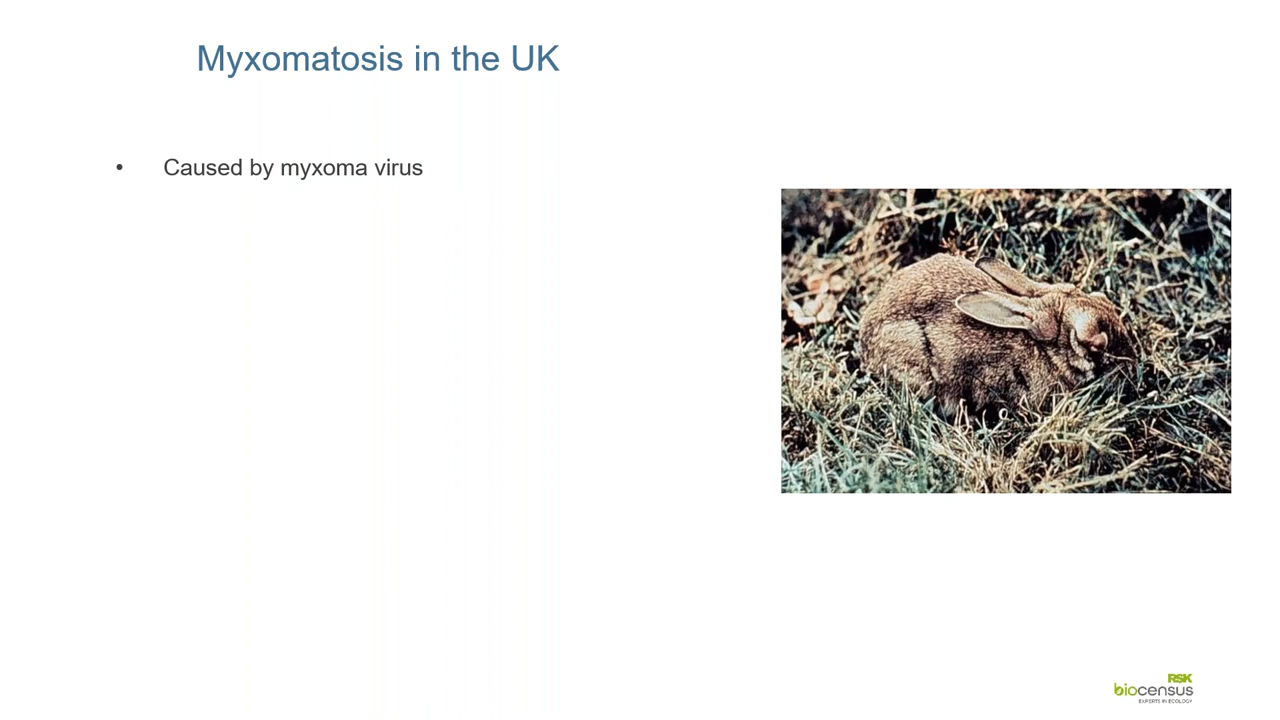 Myxomatosis in the UK
• Caused by myxoma virus
RSK
biocensus
EXPERTS IN ECOLOGY